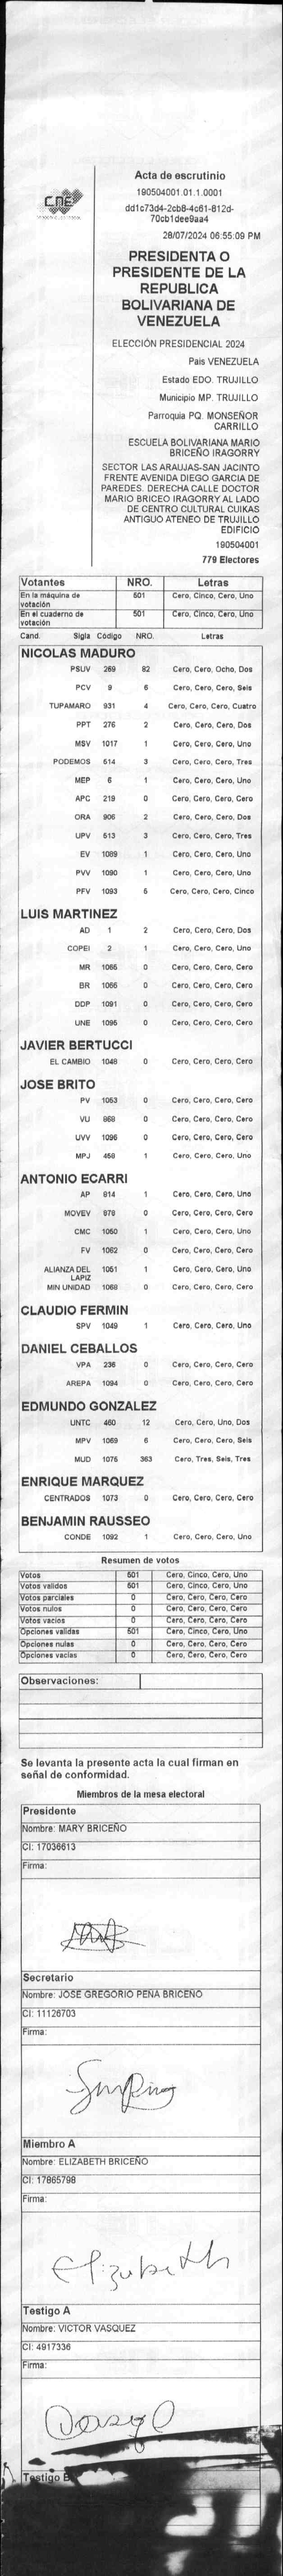 CNE
Acta de escrutinio
190504001.01.1.0001
dd1c73d4-2cb8-4c61-812d-
70cb1dee9aa4
28/07/2024 06:55:09 PM
PRESIDENTA O
PRESIDENTE DE LA
REPUBLICA
BOLIVARIANA DE
VENEZUELA
ELECCIÓN PRESIDENCIAL 2024
Pais VENEZUELA
Estado EDO. TRUJILLO
Municipio MP. TRUJILLO
Parroquia PQ. MONSEÑOR
CARRILLO
ESCUELA BOLIVARIANA MARIO
BRICEÑO IRAGORRY
SECTOR LAS ARAUJAS-SAN JACINTO
FRENTE AVENIDA DIEGO GARCIA DE
PAREDES. DERECHA CALLE DOCTOR
MARIO BRICEO IRAGORRY AL LADO
DE CENTRO CULTURAL CUIKAS
ANTIGUO ATENEO DE TRUJILLO
EDIFICIO
190504001
779 Electores
Votantes NRO. Letras
En la máquina de votación 501 Cero, Cinco, Cero, Uno
En el cuaderno de votación 501 Cero, Cinco, Cero, Uno
Cand. Sigla Código NRO. Letras
NICOLAS MADURO
PSUV 269 82 Cero, Cero, Ocho, Dos
PCV 9 6 Cero, Cero, Cero, Seis
TUPAMARO 931 4 Cero, Cero, Cero, Cuatro
PPT 276 2 Cero, Cero, Cero, Dos
MSV 1017 1 Cero, Cero, Cero, Uno
PODEMOS 514 3 Cero, Cero, Cero, Tres
MEP 6 1 Cero, Cero, Cero, Uno
APC 219 0 Cero, Cero, Cero, Cero
ORA 906 2 Cero, Cero, Cero, Dos
UPV 513 3 Cero, Cero, Cero, Tres
EV 1089 1 Cero, Cero, Cero, Uno
PVV 1090 1 Cero, Cero, Cero, Uno
PFV 1093 5 Cero, Cero, Cero, Cinco
LUIS MARTINEZ
AD 1 2 Cero, Cero, Cero, Dos
COPEI 2 1 Cero, Cero, Cero, Uno
MR 1065 0 Cero, Cero, Cero, Cero
BR 1066 0 Cero, Cero, Cero, Cero
DDP 1091 0 Cero, Cero, Cero, Cero
UNE 1095 0 Cero, Cero, Cero, Cero
JAVIER BERTUCCI
EL CAMBIO 1048 0 Cero, Cero, Cero, Cero
JOSE BRITO
PV 1053 0 Cero, Cero, Cero, Cero
VU 868 0 Cero, Cero, Cero, Cero
UVV 1096 0 Cero, Cero, Cero, Cero
MPJ 458 1 Cero, Cero, Cero, Uno
ANTONIO ECARRI
AP 814 1 Cero, Cero, Cero, Uno
MOVEV 978 0 Cero, Cero, Cero, Cero
CMC 1050 1 Cero, Cero, Cero, Uno
FV 1062 0 Cero, Cero, Cero, Cero
ALIANZA DEL LAPIZ 1051 1 Cero, Cero, Cero, Uno
MIN UNIDAD 1068 0 Cero, Cero, Cero, Cero
CLAUDIO FERMIN
SPV 1049 1 Cero, Cero, Cero, Uno
DANIEL CEBALLOS
VPA 236 0 Cero, Cero, Cero, Cero
AREPA 1094 0 Cero, Cero, Cero, Cero
EDMUNDO GONZALEZ
UNTC 460 12 Cero, Cero, Uno, Dos
MPV 1069 6 Cero, Cero, Cero, Seis
MUD 1075 363 Cero, Tres, Seis, Tres
ENRIQUE MARQUEZ
CENTRADOS 1073 0 Cero, Cero, Cero, Cero
BENJAMIN RAUSSEO
CONDE 1092 1 Cero, Cero, Cero, Uno
Resumen de votos
Votos 501 Cero, Cinco, Cero, Uno
Votos validos 501 Cero, Cinco, Cero, Uno
Votos parciales 0 Cero, Cero, Cero, Cero
Votos nulos 0 Cero, Cero, Cero, Cero
Votos vacios 0 Cero, Cero, Cero, Cero
Opciones validas 501 Cero, Cinco, Cero, Uno
Opciones nulas 0 Cero, Cero, Cero, Cero
Opciones vacias 0 Cero, Cero, Cero, Cero
Observaciones:
Se levanta la presente acta la cual firman en
señal de conformidad.
Miembros de la mesa electoral
Presidente
Nombre: MARY BRICEÑO
CI: 17036613
Firma:
Secretario
Nombre: JOSE GREGORIO PEÑA BRICEÑO
CI: 11126703
Firma:
Miembro A
Nombre: ELIZABETH BRICEÑO
CI: 17865798
Firma:
Elizabeth
Testigo A
Nombre: VICTOR VASQUEZ
CI: 4917336
Firma:
Testigo B